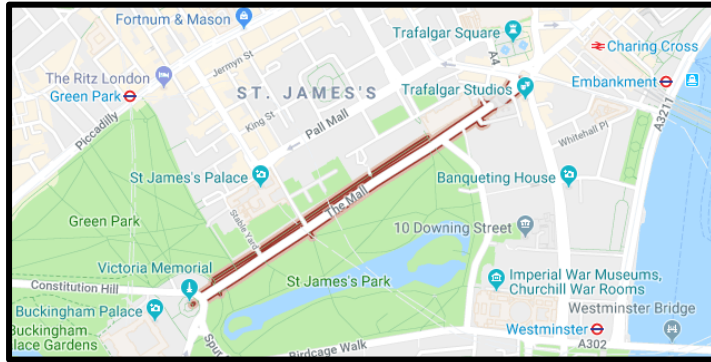 Fortnum & Mason
Trafalgar Square
A4
Charing Cross
Jermyn St
The Ritz London
Green Park
ST. JAMES'S
Trafalgar Studios
Embankment
Piccadilly
King St
Pall Mall
A3211
Whitehall Pl
St James's Palace
Banqueting House
The Mall
Green Park
Stable Yard
10 Downing Street
Victoria Memorial
St James's Park
Imperial War Museums,
Churchill War Rooms
Constitution Hill
Buckingham Palace
Westminster Bridge
Buckingham
lace Gardens
Spur
Birdcage Walk
Westminster
A302